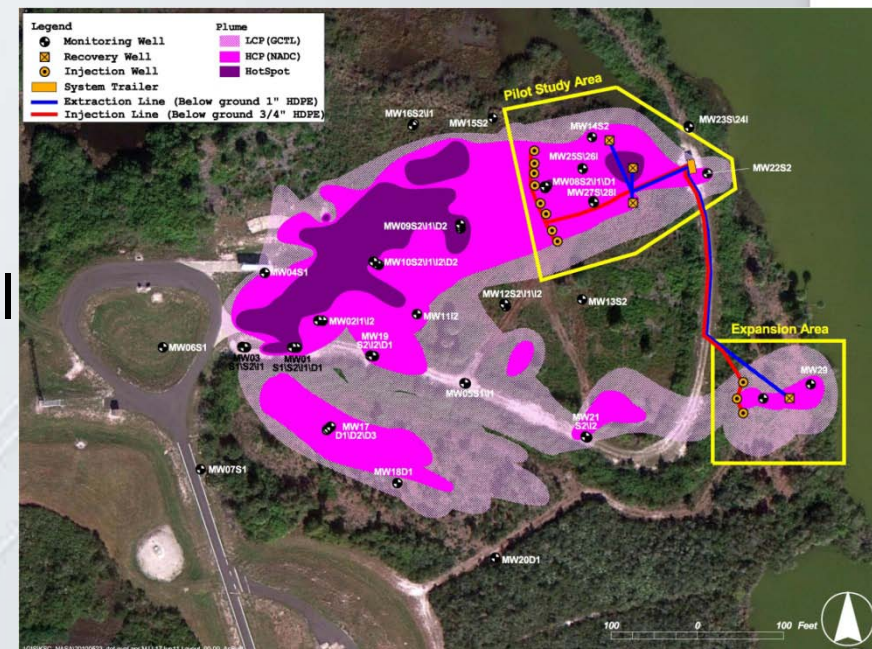 Legend
Monitoring Well
Recovery Well
Injection Well
System Trailer
Extraction Line (Below ground 1" HDPE)
Injection Line (Below ground 3/4" HDPE)
Plume
LCP(GCTL)
HCP(NADC)
HotSpot
Pilot Study Area
MW16S2\I1
MW15S2
MW14S2
MW23S\24I
MW25S\26I
MW22S2
MW08S2\I1\D1
MW27S\28I
MW09S2\I1\D2
MW10S2\I1\I2\D2
MW04S1
MW12S2\I1\I2
MW13S2
MW02I1\I2
MW11I2
Expansion Area
MW06S1
MW03
S1\S2\I1
MW01
S1\S2\I1\D1
MW19
S2\I2\D1
MW05S1\I1
MW29
MW21
S2\I2
MW17
D1\D2\D3
MW07S1
MW18D1
MW20D1
100 0 100 Feet